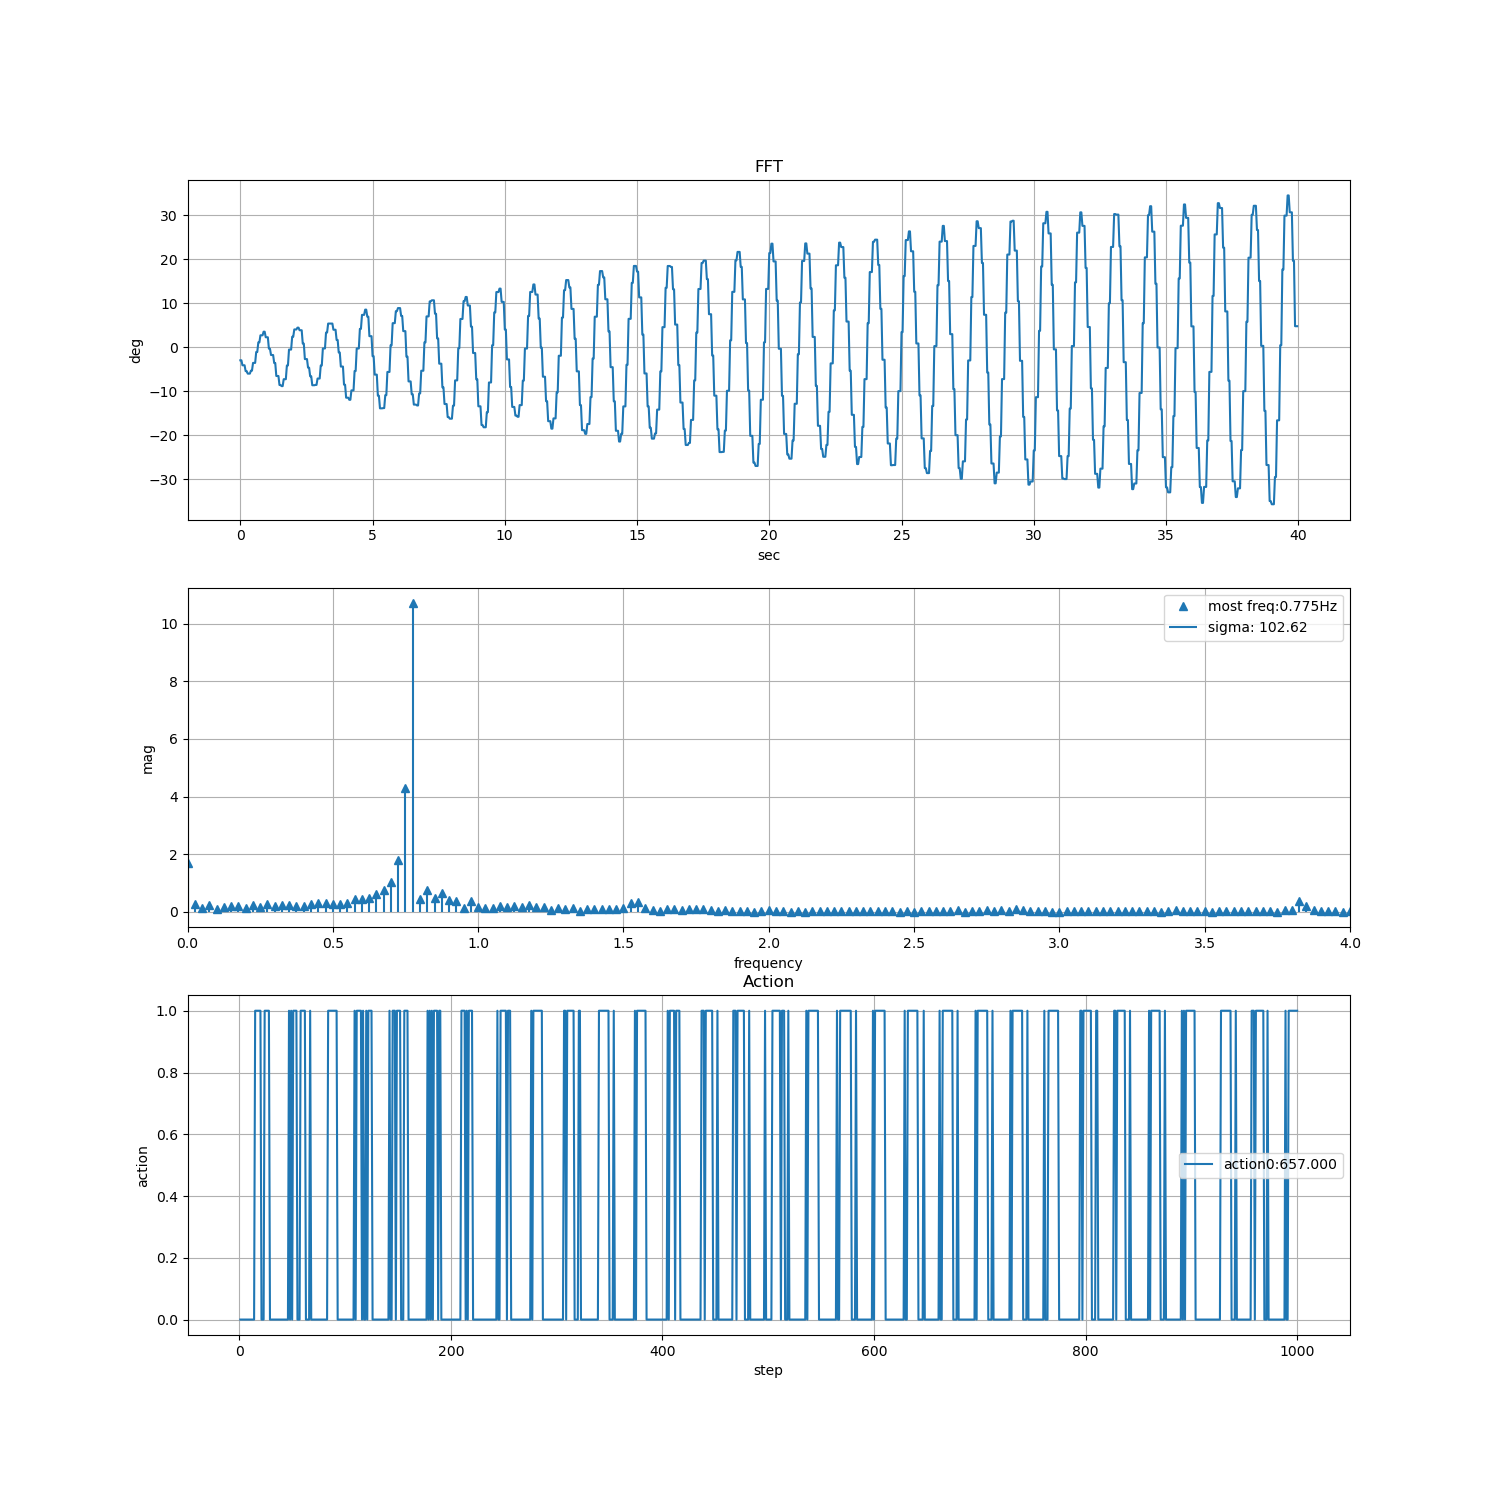 FFT
30
20
10
0
−10
−20
−30
deg
0 5 10 15 20 25 30 35 40
sec
most freq:0.775Hz
sigma: 102.62
10
8
6
4
2
0
mag
0.0 0.5 1.0 1.5 2.0 2.5 3.0 3.5 4.0
frequency
Action
1.0
0.8
0.6
0.4
0.2
0.0
action
action0:657.000
0 200 400 600 800 1000
step